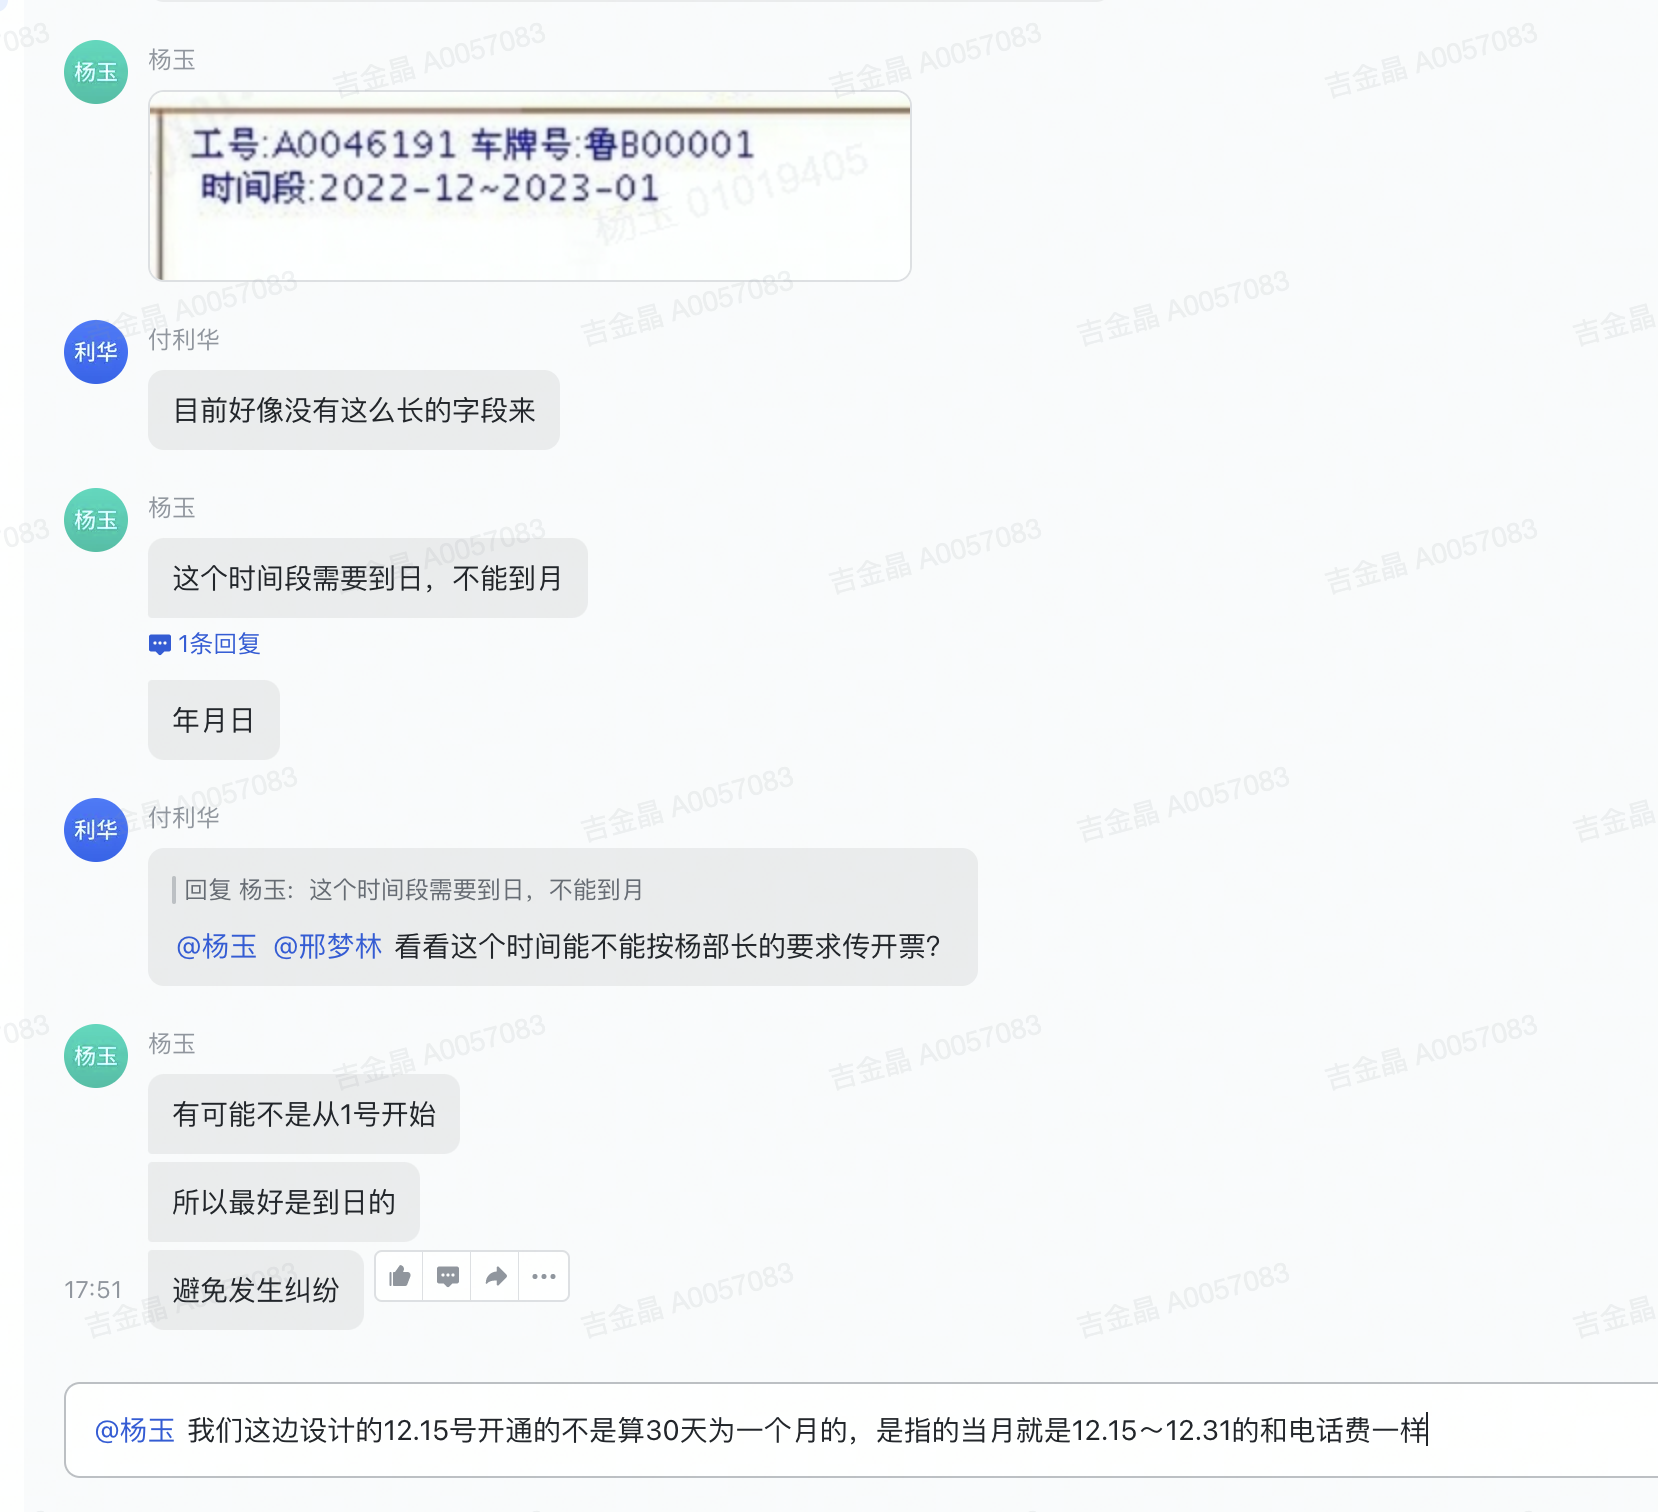 杨玉
杨玉
工号:A0046191 车牌号:鲁B00001
时间段:2022-12~2023-01
杨玉 01019405
利华
付利华
目前好像没有这么长的字段来
杨玉
杨玉
这个时间段需要到日，不能到月
1条回复
年月日
利华
付利华
回复 杨玉：这个时间段需要到日，不能到月
@杨玉 @邢梦林 看看这个时间能不能按杨部长的要求传开票?
杨玉
杨玉
有可能不是从1号开始
所以最好是到日的
17:51
避免发生纠纷
@杨玉 我们这边设计的12.15号开通的不是算30天为一个月的，是指的当月就是12.15～12.31的和电话费一样
吉金晶 A0057083